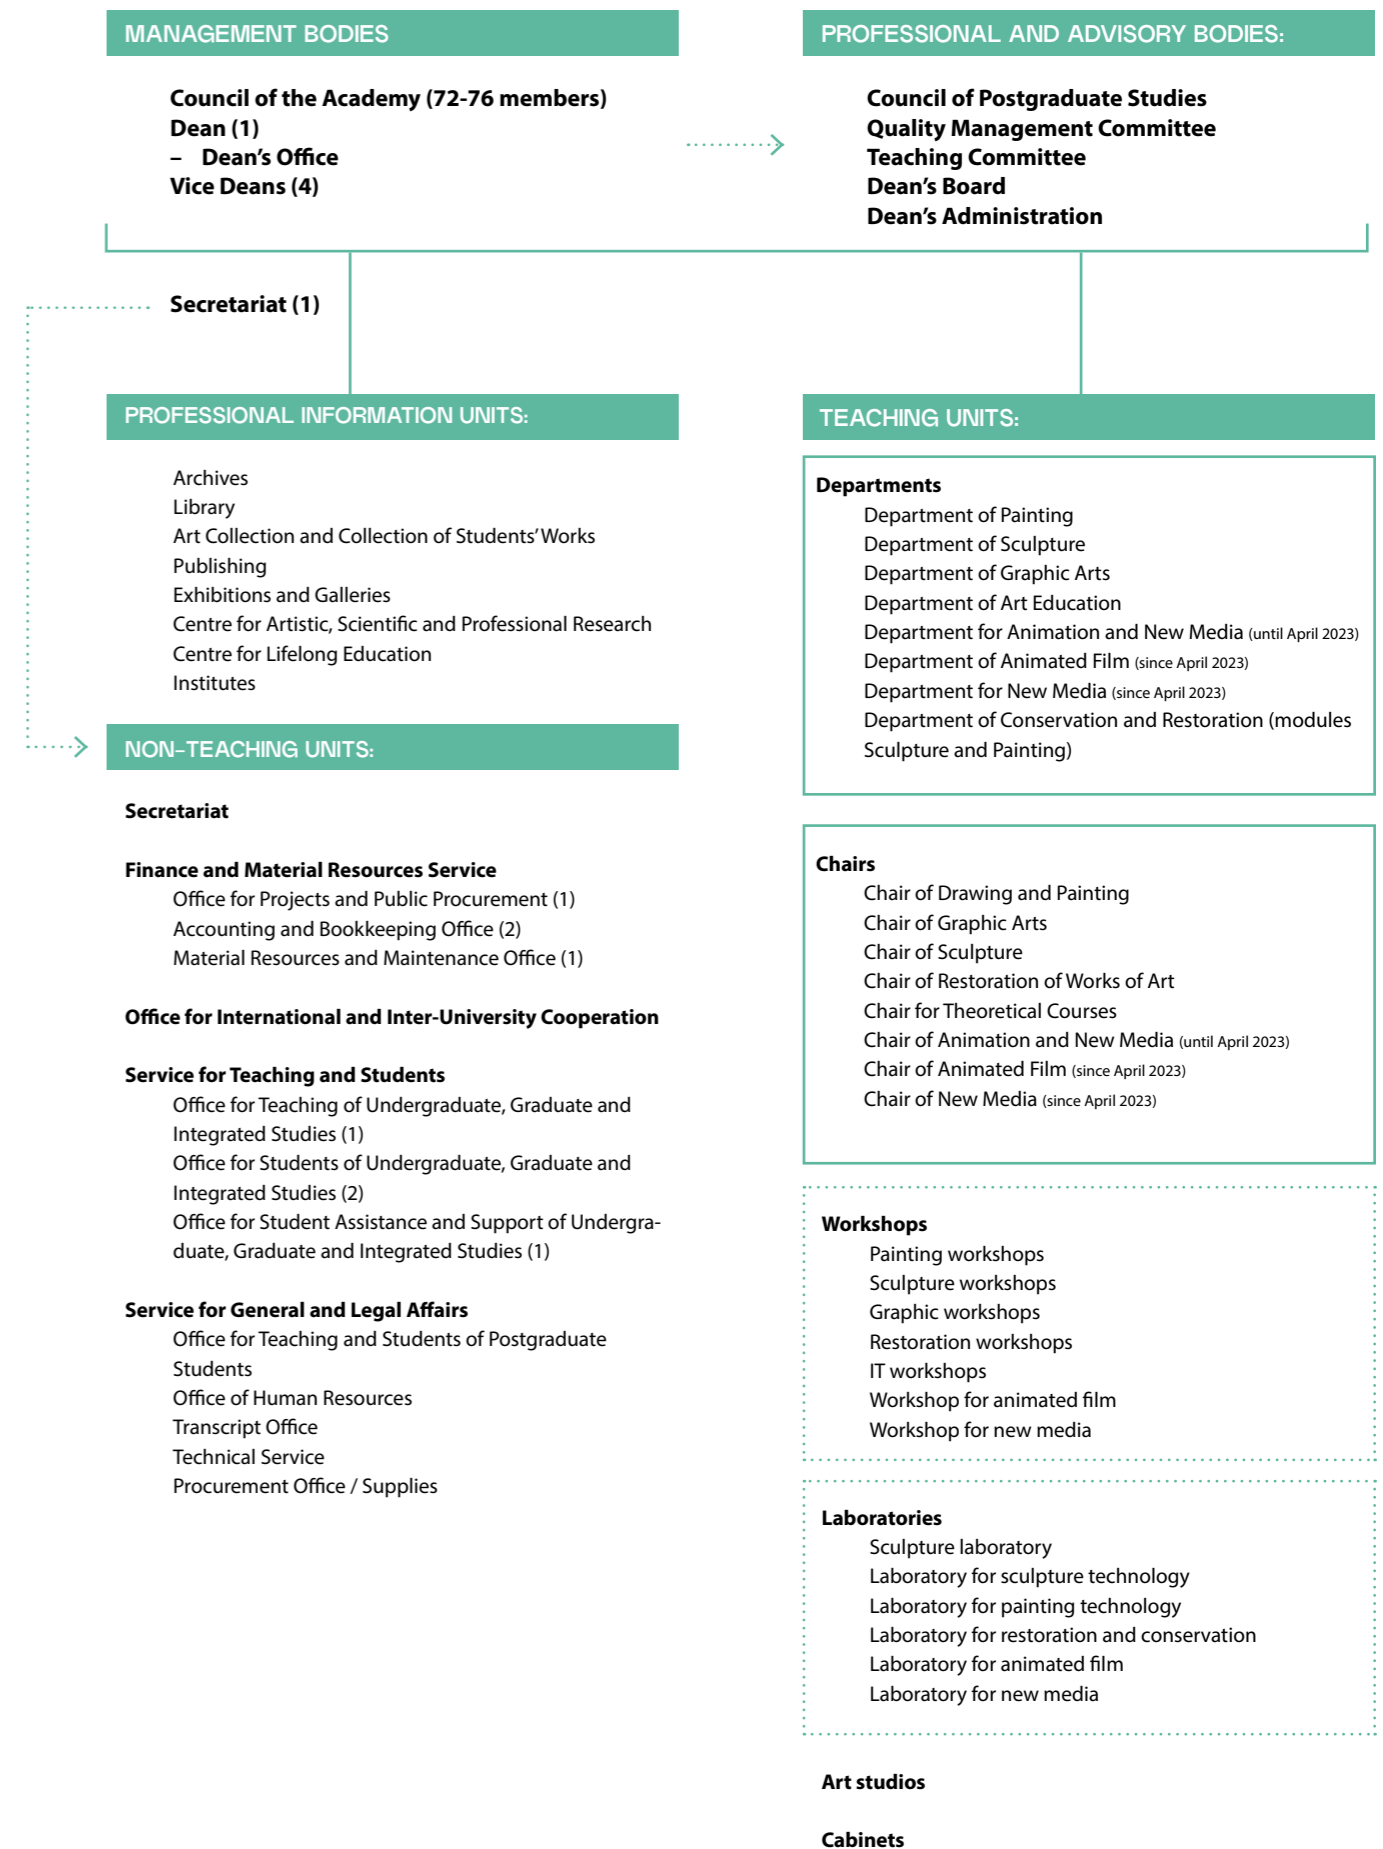 MANAGEMENT BODIES
Council of the Academy (72-76 members)
Dean (1)
– Dean's Office
Vice Deans (4)
PROFESSIONAL AND ADVISORY BODIES:
Council of Postgraduate Studies
Quality Management Committee
Teaching Committee
Dean's Board
Dean's Administration
Secretariat (1)
PROFESSIONAL INFORMATION UNITS:
Archives
Library
Art Collection and Collection of Students' Works
Publishing
Exhibitions and Galleries
Centre for Artistic, Scientific and Professional Research
Centre for Lifelong Education
Institutes
NON-TEACHING UNITS:
Secretariat
Finance and Material Resources Service
Office for Projects and Public Procurement (1)
Accounting and Bookkeeping Office (2)
Material Resources and Maintenance Office (1)
Office for International and Inter-University Cooperation
Service for Teaching and Students
Office for Teaching of Undergraduate, Graduate and
Integrated Studies (1)
Office for Students of Undergraduate, Graduate and
Integrated Studies (2)
Office for Student Assistance and Support of Undergra-
duate, Graduate and Integrated Studies (1)
Service for General and Legal Affairs
Office for Teaching and Students of Postgraduate
Students
Office of Human Resources
Transcript Office
Technical Service
Procurement Office / Supplies
TEACHING UNITS:
Departments
Department of Painting
Department of Sculpture
Department of Graphic Arts
Department of Art Education
Department for Animation and New Media (until April 2023)
Department of Animated Film (since April 2023)
Department for New Media (since April 2023)
Department of Conservation and Restoration (modules
Sculpture and Painting)
Chairs
Chair of Drawing and Painting
Chair of Graphic Arts
Chair of Sculpture
Chair of Restoration of Works of Art
Chair for Theoretical Courses
Chair of Animation and New Media (until April 2023)
Chair of Animated Film (since April 2023)
Chair of New Media (since April 2023)
Workshops
Painting workshops
Sculpture workshops
Graphic workshops
Restoration workshops
IT workshops
Workshop for animated film
Workshop for new media
Laboratories
Sculpture laboratory
Laboratory for sculpture technology
Laboratory for painting technology
Laboratory for restoration and conservation
Laboratory for animated film
Laboratory for new media
Art studios
Cabinets